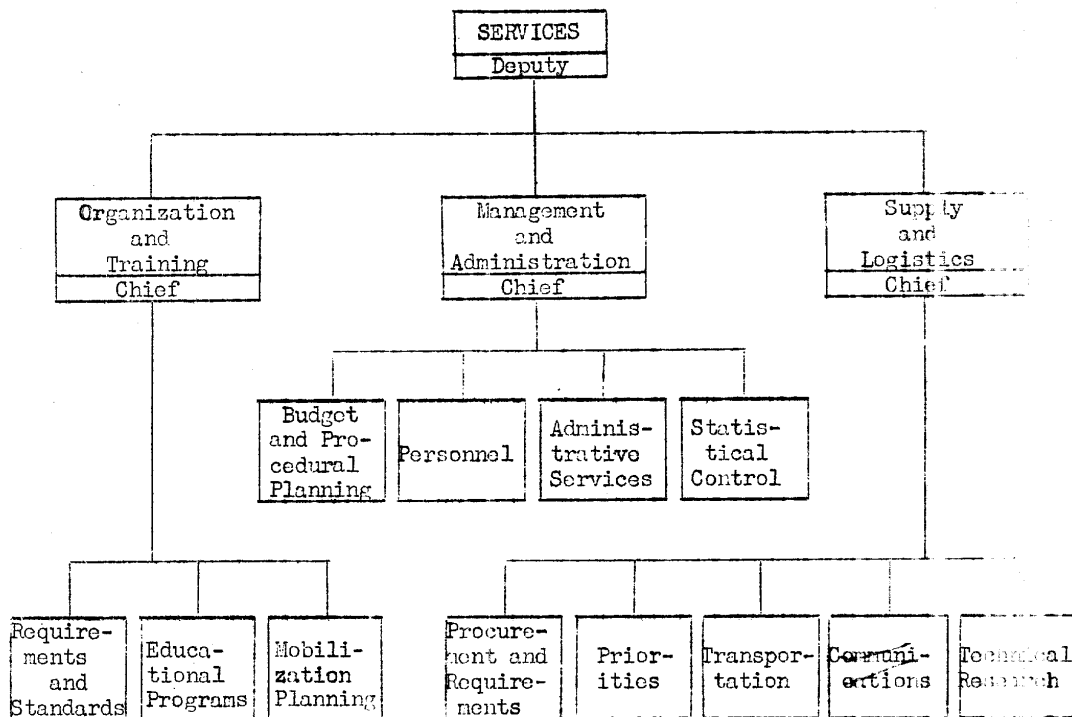 SERVICES
Deputy
Organization
and
Training
Chief
Management
and
Administration
Chief
Supply
and
Logistics
Chief
Budget
and Pro-
cedural
Planning
Personnel
Adminis-
trative
Services
Statis-
tical
Control
Require-
ments
and
Standards
Educa-
tional
Programs
Mobili-
zation
Planning
Procure-
ment and
Require-
ments
Prior-
ities
Transpor-
tation
Communi-
cations
Technical
Research